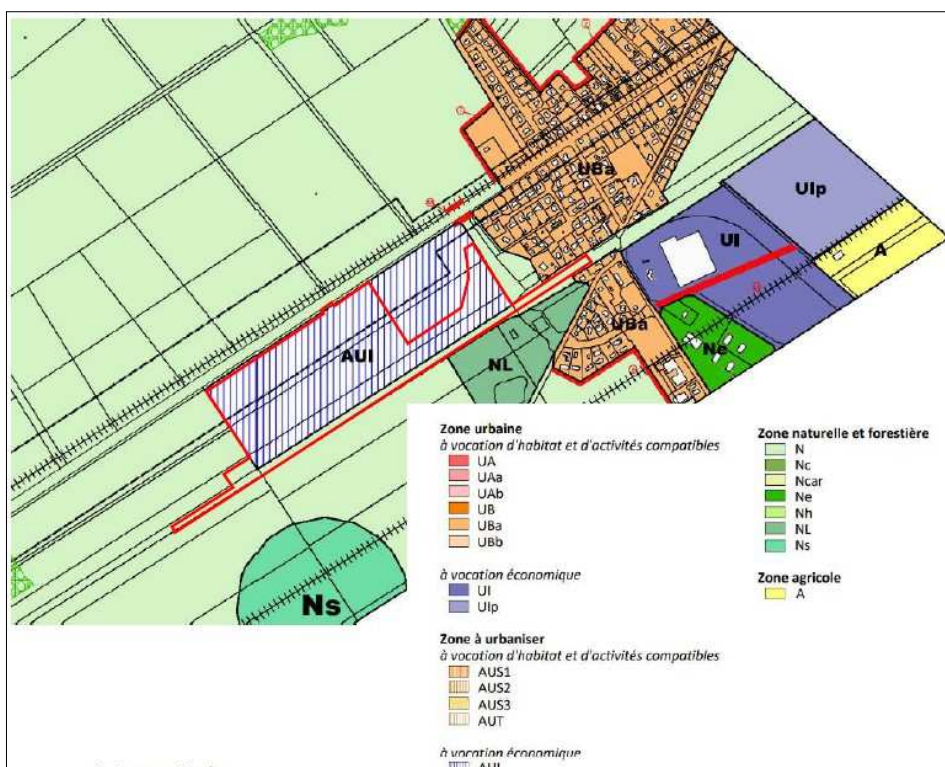 UBa
UIp
UI
A
UBa
Ne
AUI
NL
Ns
Zone urbaine
à vocation d'habitat et d'activités compatibles
UA
UAa
UAb
UB
UBa
UBb
à vocation économique
UI
UIp
Zone à urbaniser
à vocation d'habitat et d'activités compatibles
AUS1
AUS2
AUS3
AUT
à vocation économique
AUI
Zone naturelle et forestière
N
Nc
Ncar
Ne
Nh
NL
Ns
Zone agricole
A